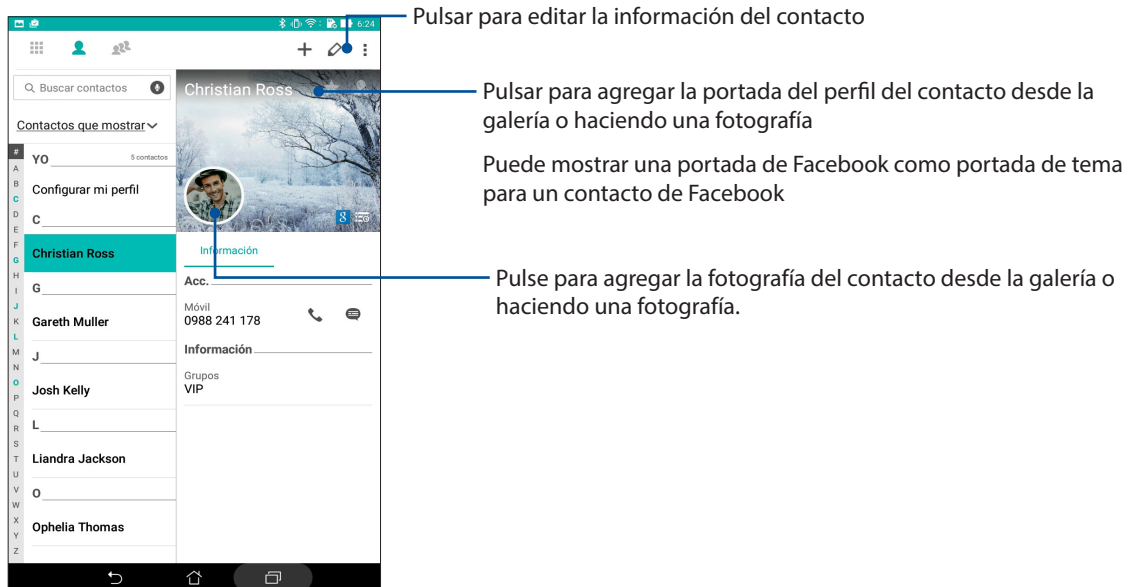 6:24
Pulsar para editar la información del contacto
Buscar contactos
Contactos que mostrar
#
A
B
C
D
E
F
G
H
I
J
K
L
M
N
O
P
Q
R
S
T
U
V
W
X
Y
Z
YO 5 contactos
Configurar mi perfil
C
Christian Ross
G
Gareth Muller
J
Josh Kelly
L
Liandra Jackson
O
Ophelia Thomas
Christian Ross
8
Información
Acc.
Móvil
0988 241 178
Información
Grupos
VIP
Pulsar para agregar la portada del perfil del contacto desde la
galería o haciendo una fotografía
Puede mostrar una portada de Facebook como portada de tema
para un contacto de Facebook
Pulse para agregar la fotografía del contacto desde la galería o
haciendo una fotografía.